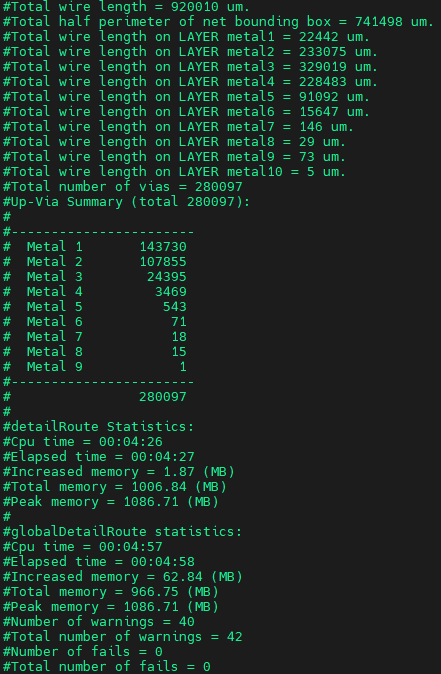 #Total wire length = 920010 um.
#Total half perimeter of net bounding box = 741498 um.
#Total wire length on LAYER metal1 = 22442 um.
#Total wire length on LAYER metal2 = 233075 um.
#Total wire length on LAYER metal3 = 329019 um.
#Total wire length on LAYER metal4 = 228483 um.
#Total wire length on LAYER metal5 = 91092 um.
#Total wire length on LAYER metal6 = 15647 um.
#Total wire length on LAYER metal7 = 146 um.
#Total wire length on LAYER metal8 = 29 um.
#Total wire length on LAYER metal9 = 73 um.
#Total wire length on LAYER metal10 = 5 um.
#Total number of vias = 280097
#Up-Via Summary (total 280097):
#
#-----------------------
#  Metal 1       143730
#  Metal 2       107855
#  Metal 3        24395
#  Metal 4         3469
#  Metal 5          543
#  Metal 6           71
#  Metal 7           18
#  Metal 8           15
#  Metal 9            1
#-----------------------
#                280097
#
#detailRoute Statistics:
#Cpu time = 00:04:26
#Elapsed time = 00:04:27
#Increased memory = 1.87 (MB)
#Total memory = 1006.84 (MB)
#Peak memory = 1086.71 (MB)
#
#globalDetailRoute statistics:
#Cpu time = 00:04:57
#Elapsed time = 00:04:58
#Increased memory = 62.84 (MB)
#Total memory = 966.75 (MB)
#Peak memory = 1086.71 (MB)
#Number of warnings = 40
#Total number of warnings = 42
#Number of fails = 0
#Total number of fails = 0